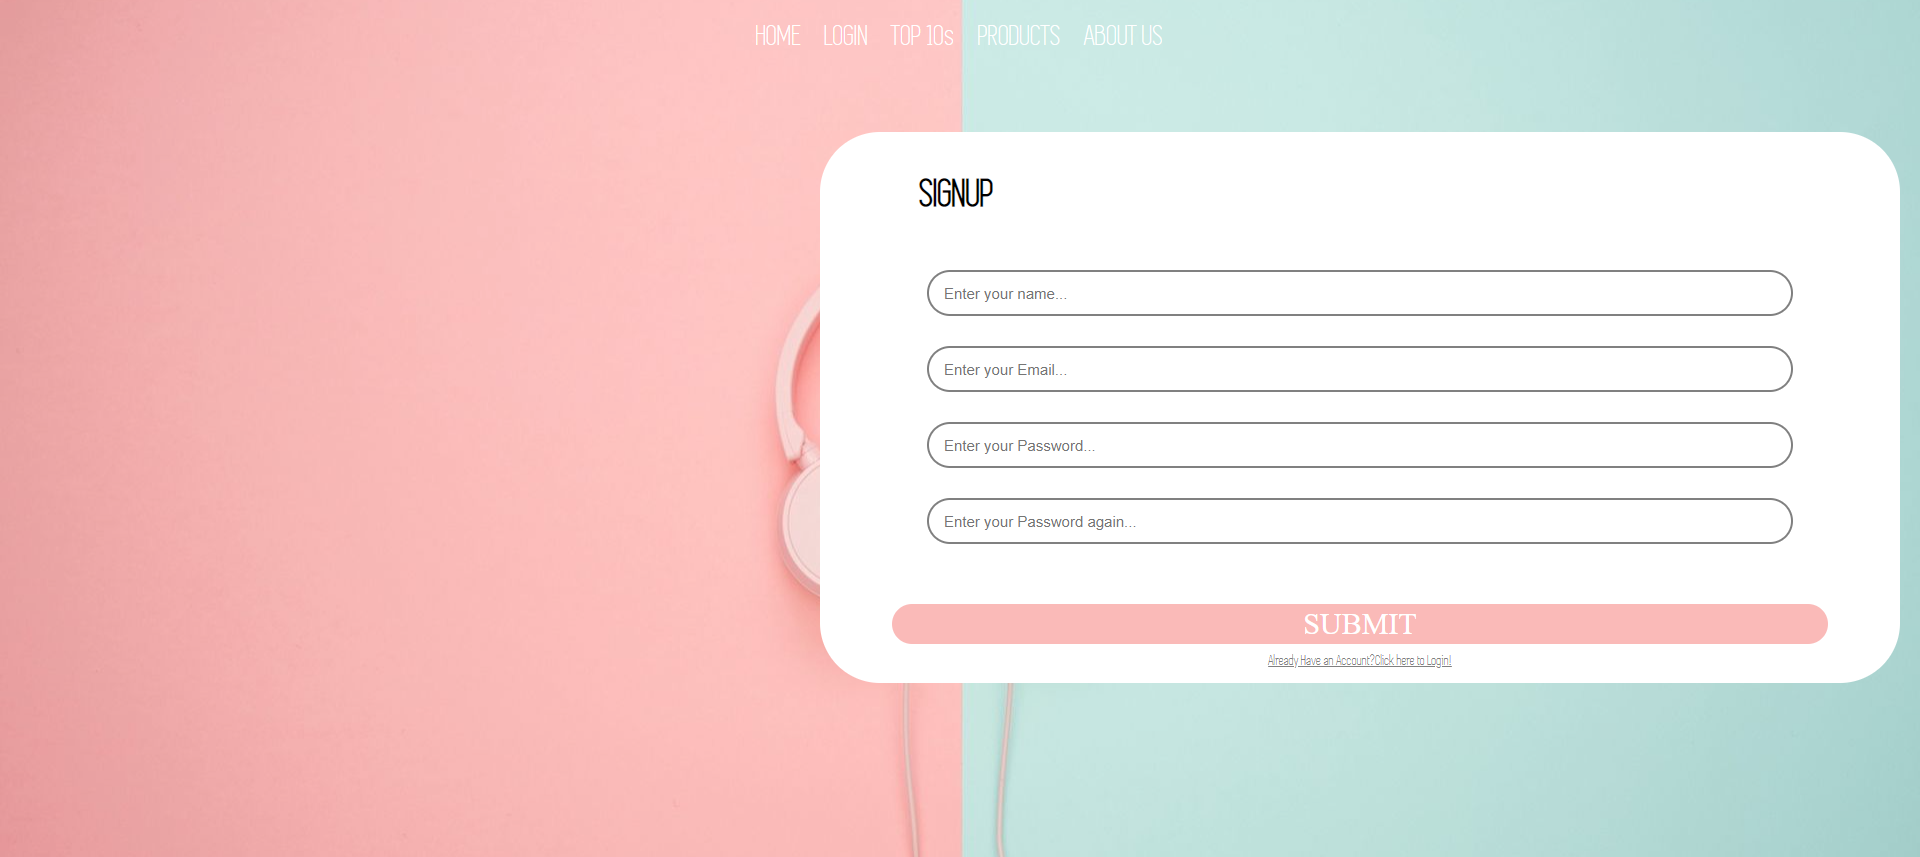 HOME LOGIN TOP 10s PRODUCTS ABOUT US
SIGNUP
Enter your name...
Enter your Email...
Enter your Password...
Enter your Password again...
SUBMIT
Already Have an Account?Click here to Login!